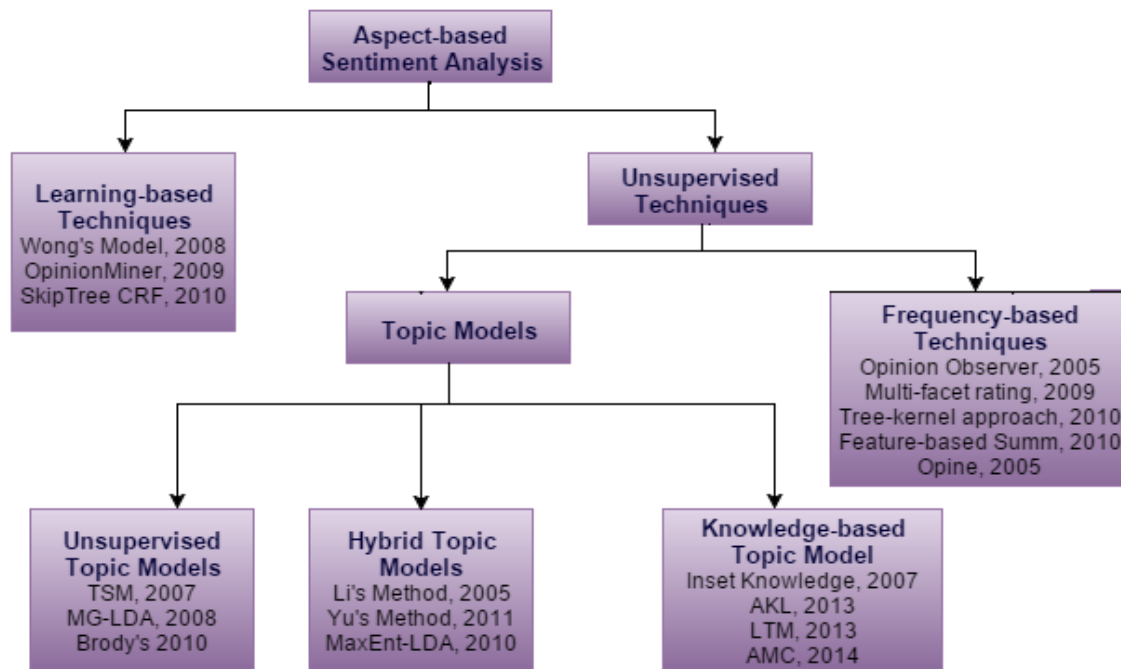 Aspect-based
Sentiment Analysis
Learning-based
Techniques
Wong's Model, 2008
OpinionMiner, 2009
SkipTree CRF, 2010
Unsupervised
Techniques
Topic Models
Frequency-based
Techniques
Opinion Observer, 2005
Multi-facet rating, 2009
Tree-kernel approach, 2010
Feature-based Summ, 2010
Opine, 2005
Unsupervised
Topic Models
TSM, 2007
MG-LDA, 2008
Brody's 2010
Hybrid Topic
Models
Li's Method, 2005
Yu's Method, 2011
MaxEnt-LDA, 2010
Knowledge-based
Topic Model
Inset Knowledge, 2007
AKL, 2013
LTM, 2013
AMC, 2014